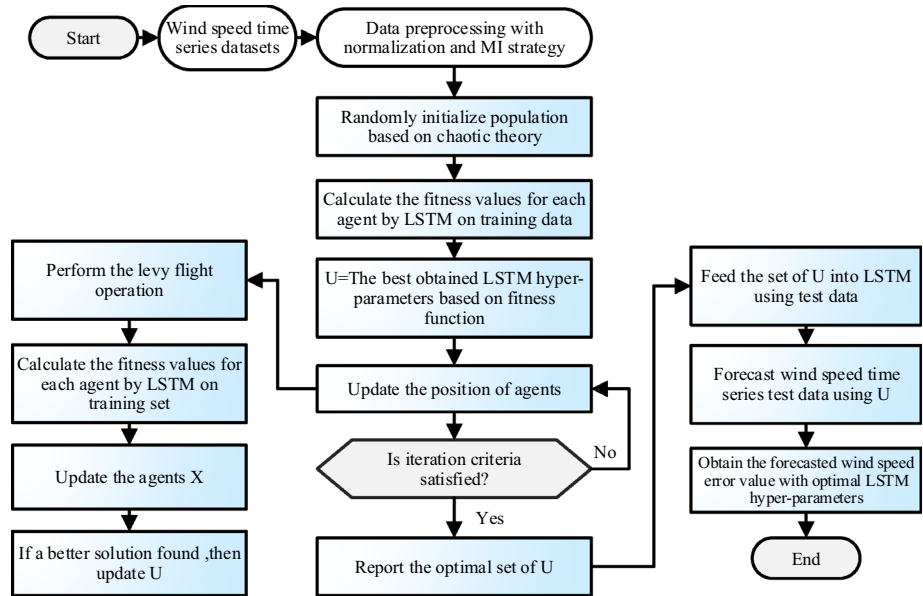 Start
Wind speed time
series datasets
Data preprocessing with
normalization and MI strategy
Randomly initialize population
based on chaotic theory
Calculate the fitness values for each
agent by LSTM on training data
U=The best obtained LSTM hyper-
parameters based on fitness
function
Update the position of agents
Is iteration criteria
satisfied?
No
Yes
Report the optimal set of U
Perform the levy flight
operation
Calculate the fitness values for
each agent by LSTM on
training set
Update the agents X
If a better solution found ,then
update U
Feed the set of U into LSTM
using test data
Forecast wind speed time
series test data using U
Obtain the forecasted wind speed
error value with optimal LSTM
hyper-parameters
End